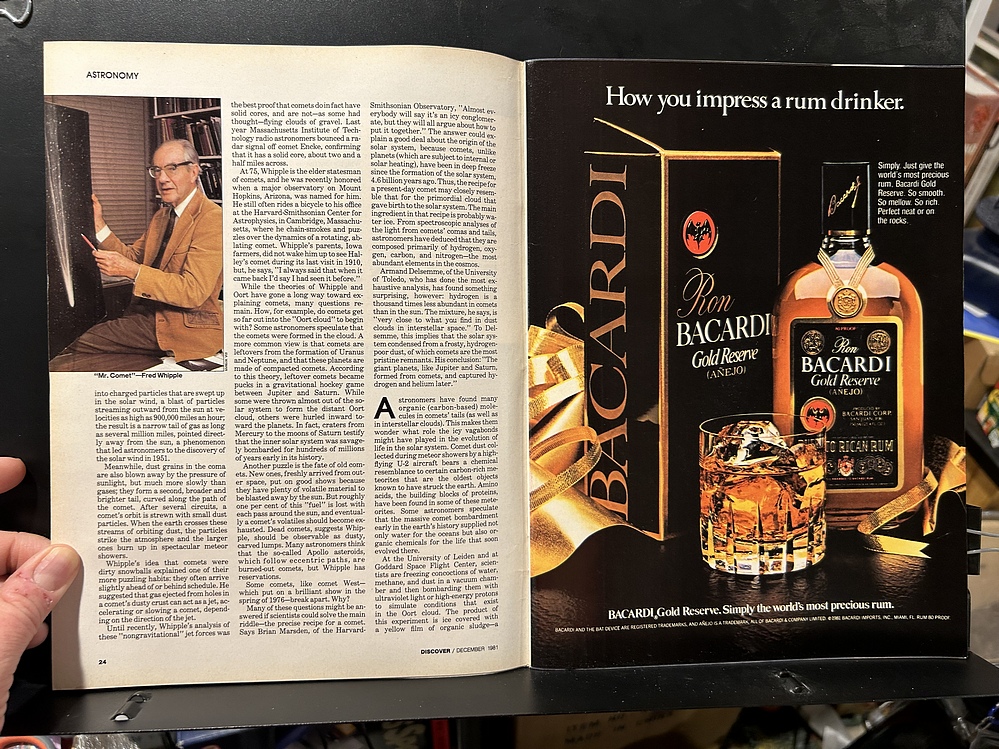 ASTRONOMY
"Mr. Comet"—Fred Whipple
into charged particles that are swept up
in the solar wind, a blast of particles
streaming outward from the sun at ve-
locities as high as 900,000 miles an hour;
the result is a narrow tail of gas as long
as several million miles, pointed direct-
ly away from the sun, a phenomenon
that led astronomers to the discovery of
the solar wind in 1951.
Meanwhile, dust grains in the coma
are also blown away by the pressure of
sunlight, but much more slowly than
gases; they form a second, broader and
brighter tail, curved along the path of
the comet. After several circuits, a
comet's orbit is strewn with small dust
particles. When the earth crosses these
streams of orbiting dust, the particles
strike the atmosphere and the larger
ones burn up in spectacular meteor
showers.
Whipple's idea that comets were
dirty snowballs explained one of their
more puzzling habits: they often arrive
slightly ahead of or behind schedule. He
suggested that gas ejected from holes in
a comet's dusty crust can act as a jet, ac-
celerating or slowing a comet, depend-
ing on the direction of the jet.
Until recently, Whipple's analysis of
these "nongravitational" jet forces was
the best proof that comets do in fact have
solid cores, and are not—as some had
thought—flying clouds of gravel. Last
year Massachusetts Institute of Tech-
nology radio astronomers bounced a ra-
dar signal off comet Encke, confirming
that it has a solid core, about two and a
half miles across.
At 75, Whipple is the elder statesman
of comets, and he was recently honored
when a major observatory on Mount
Hopkins, Arizona, was named for him.
He still often rides a bicycle to his office
at the Harvard-Smithsonian Center for
Astrophysics, in Cambridge, Massachu-
setts, where he chain-smokes and puz-
zles over the dynamics of a rotating, ab-
lating comet. Whipple's parents, Iowa
farmers, did not wake him up to see Hal-
ley's comet during its last visit in 1910,
but, he says, "I always said that when it
came back I'd say I had seen it before."
While the theories of Whipple and
Oort have gone a long way toward ex-
plaining comets, many questions re-
main. How, for example, do comets get
so far out into the "Oort cloud" to begin
with? Some astronomers speculate that
the comets were formed in the cloud. A
more common view is that comets are
leftovers from the formation of Uranus
and Neptune, and that these planets are
made of compacted comets. According
to this theory, leftover comets became
pucks in a gravitational hockey game
between Jupiter and Saturn. While
some were thrown almost out of the so-
lar system to form the distant Oort
cloud, others were hurled inward to-
ward the planets. In fact, craters from
Mercury to the moons of Saturn testify
that the inner solar system was savage-
ly bombarded for hundreds of millions
of years early in its history.
Another puzzle is the fate of old com-
ets. New ones, freshly arrived from out-
er space, put on good shows because
they have plenty of volatile material to
be blasted away by the sun. But roughly
one per cent of this "fuel" is lost with
each pass around the sun, and eventual-
ly a comet's volatiles should become ex-
hausted. Dead comets, suggests Whip-
ple, should be visible as dusty,
carved lumps. Many astronomers think
that the so-called Apollo asteroids,
which follow eccentric paths, are
burned-out comets, but Whipple has
reservations.
Some comets, like comet West—
which put on a brilliant show in the
spring of 1976—break apart. Why?
Many of these questions might be an-
swered if scientists could solve the main
riddle—the precise recipe for a comet.
Says Brian Marsden, of the Harvard-
Smithsonian Observatory, "Almost ev-
erybody will say it's an icy conglomer-
ate, but they will all argue about how to
put it together." The answer could ex-
plain a good deal about the origin of the
solar system, because comets, unlike
planets (which are subject to internal or
solar heating), have been in deep freeze
since the formation of the solar system,
4.6 billion years ago. Thus, the recipe for
a present-day comet may closely resem-
ble that for the primordial cloud that
gave birth to the solar system. The main
ingredient in that recipe is probably wa-
ter ice. From spectroscopic analyses of
the light from comets' comas and tails,
astronomers have deduced that they are
composed primarily of hydrogen, oxy-
gen, carbon, and nitrogen—the most
abundant elements in the cosmos.
Armand Delsemme, of the University
of Toledo, who has done the most ex-
haustive analysis, has found something
surprising, however: hydrogen is a
thousand times less abundant in comets
than in the sun. The mixture, he says, is
"very close to what you find in dust
clouds in interstellar space." To Del-
semme, this implies that the solar sys-
tem condensed from a frosty, hydrogen-
poor dust, of which comets are the most
pristine remnants. His conclusion: "The
giant planets, like Jupiter and Saturn,
formed from comets, and captured hy-
drogen and helium later."
Astronomers have found many
organic (carbon-based) mole-
cules in comets' tails (as well as
in interstellar clouds). This makes them
wonder what role the icy vagabonds
might have played in the evolution of
life in the solar system. Comet dust col-
lected during meteor showers by a high-
flying U-2 aircraft bears a chemical
resemblance to certain carbon-rich me-
teorites that are the oldest objects
known to have struck the earth. Amino
acids, the building blocks of proteins,
have been found in some of these mete-
orites. Some astronomers speculate
that the massive comet bombardment
early in the earth's history supplied not
only water for the oceans but also or-
ganic chemicals for the life that soon
evolved there.
At the University of Leiden and at
Goddard Space Flight Center, scien-
tists are freezing concoctions of water,
methane, and dust in a vacuum cham-
ber and then bombarding them with
ultraviolet light or high-energy protons
to simulate conditions that exist
in the Oort cloud. The product of
this experiment is ice covered with
a yellow film of organic sludge—a
24
DISCOVER / DECEMBER 1981
How you impress a rum drinker.
BACARDI
Ron
BACARDI
Gold Reserve
(AÑEJO)
Simply. Just give the
world's most precious
rum. Bacardi Gold
Reserve. So smooth.
So mellow. So rich.
Perfect neat or on
the rocks.
Bacardi
80 PROOF
Ron
BACARDI
Gold Reserve
(AÑEJO)
PRODUCED BY
BACARDI CORP.
SAN JUAN, P.R.
TO RICAN RUM
BACARDI® Gold Reserve. Simply the world's most precious rum.
BACARDI AND THE BAT DEVICE ARE REGISTERED TRADEMARKS, AND AÑEJO IS A TRADEMARK, ALL OF BACARDI & COMPANY LIMITED. ©1981 BACARDI IMPORTS, INC., MIAMI, FL. RUM 80 PROOF.